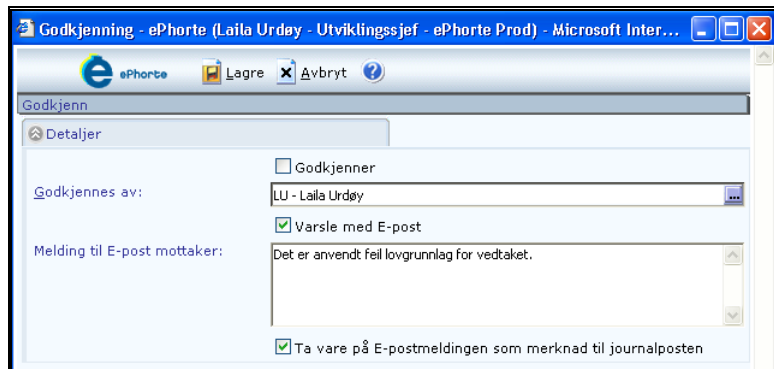 Godkjenning - ePhorte (Laila Urdøy - Utviklingssjef - ePhorte Prod) - Microsoft Inter...
ePhorte Lagre Avbryt ?
Godkjenn
Detaljer
Godkjenner
Godkjennes av: LU - Laila Urdøy ...
Varsle med E-post
Melding til E-post mottaker: Det er anvendt feil lovgrunnlag for vedtaket.
Ta vare på E-postmeldingen som merknad til journalposten